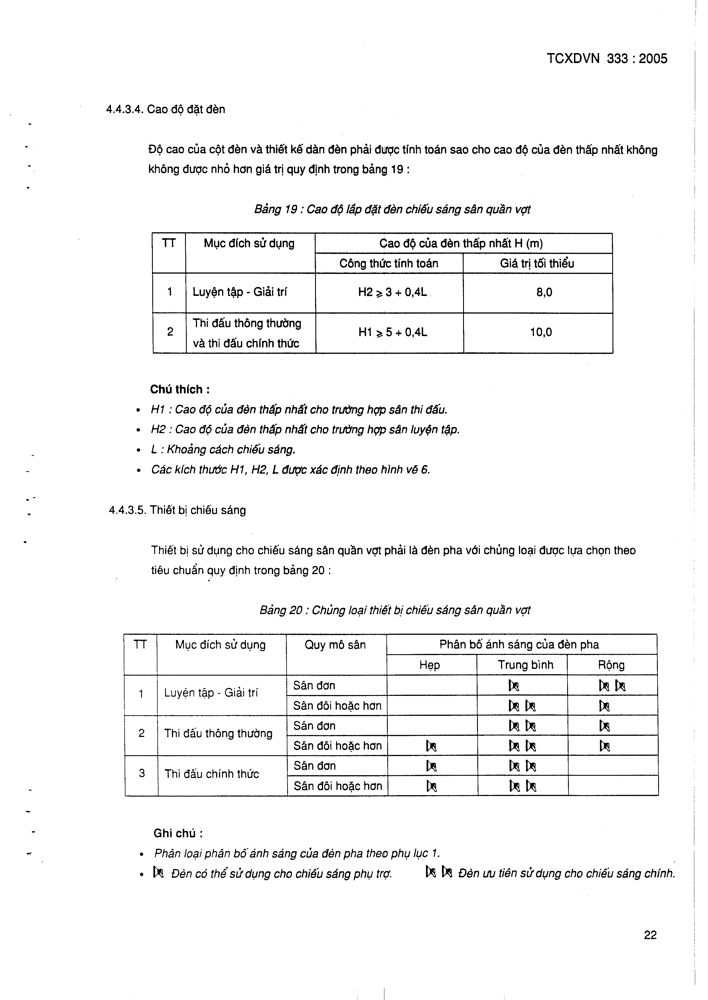 TCXDVN 333 : 2005
4.4.3.4. Cao độ đặt đèn
Độ cao của cột đèn và thiết kế dàn đèn phải được tính toán sao cho cao độ của đèn thấp nhất không
không được nhỏ hơn giá trị quy định trong bảng 19 :
Bảng 19 : Cao độ lắp đặt đèn chiếu sáng sân quần vợt
TT Mục đích sử dụng Cao độ của đèn thấp nhất H (m)
Công thức tính toán Giá trị tối thiểu
1 Luyện tập - Giải trí H2 ⩾ 3 + 0,4L 8,0
Thi đấu thông thường
2 H1 ⩾ 5 + 0,4L 10,0
và thi đấu chính thức
Chú thích :
• H1 : Cao độ của đèn thấp nhất cho trường hợp sân thi đấu.
• H2 : Cao độ của đèn thấp nhất cho trường hợp sân luyện tập.
• L : Khoảng cách chiếu sáng.
• Các kích thước H1, H2, L được xác định theo hình vẽ 6.
4.4.3.5. Thiết bị chiếu sáng
Thiết bị sử dụng cho chiếu sáng sân quần vợt phải là đèn pha với chủng loại được lựa chọn theo
tiêu chuẩn quy định trong bảng 20 :
Bảng 20 : Chủng loại thiết bị chiếu sáng sân quần vợt
TT Mục đích sử dụng Quy mô sân Phân bố ánh sáng của đèn pha
Hẹp Trung bình Rộng
Sân đơn
1 Luyện tập - Giải trí
Sân đôi hoặc hơn
Sân đơn
2 Thi đấu thông thường
Sân đôi hoặc hơn
Sân đơn
3 Thi đấu chính thức
Sân đôi hoặc hơn
Ghi chú :
• Phân loại phân bố ánh sáng của đèn pha theo phụ lục 1.
• Đèn có thể sử dụng cho chiếu sáng phụ trợ. Đèn ưu tiên sử dụng cho chiếu sáng chính.
22